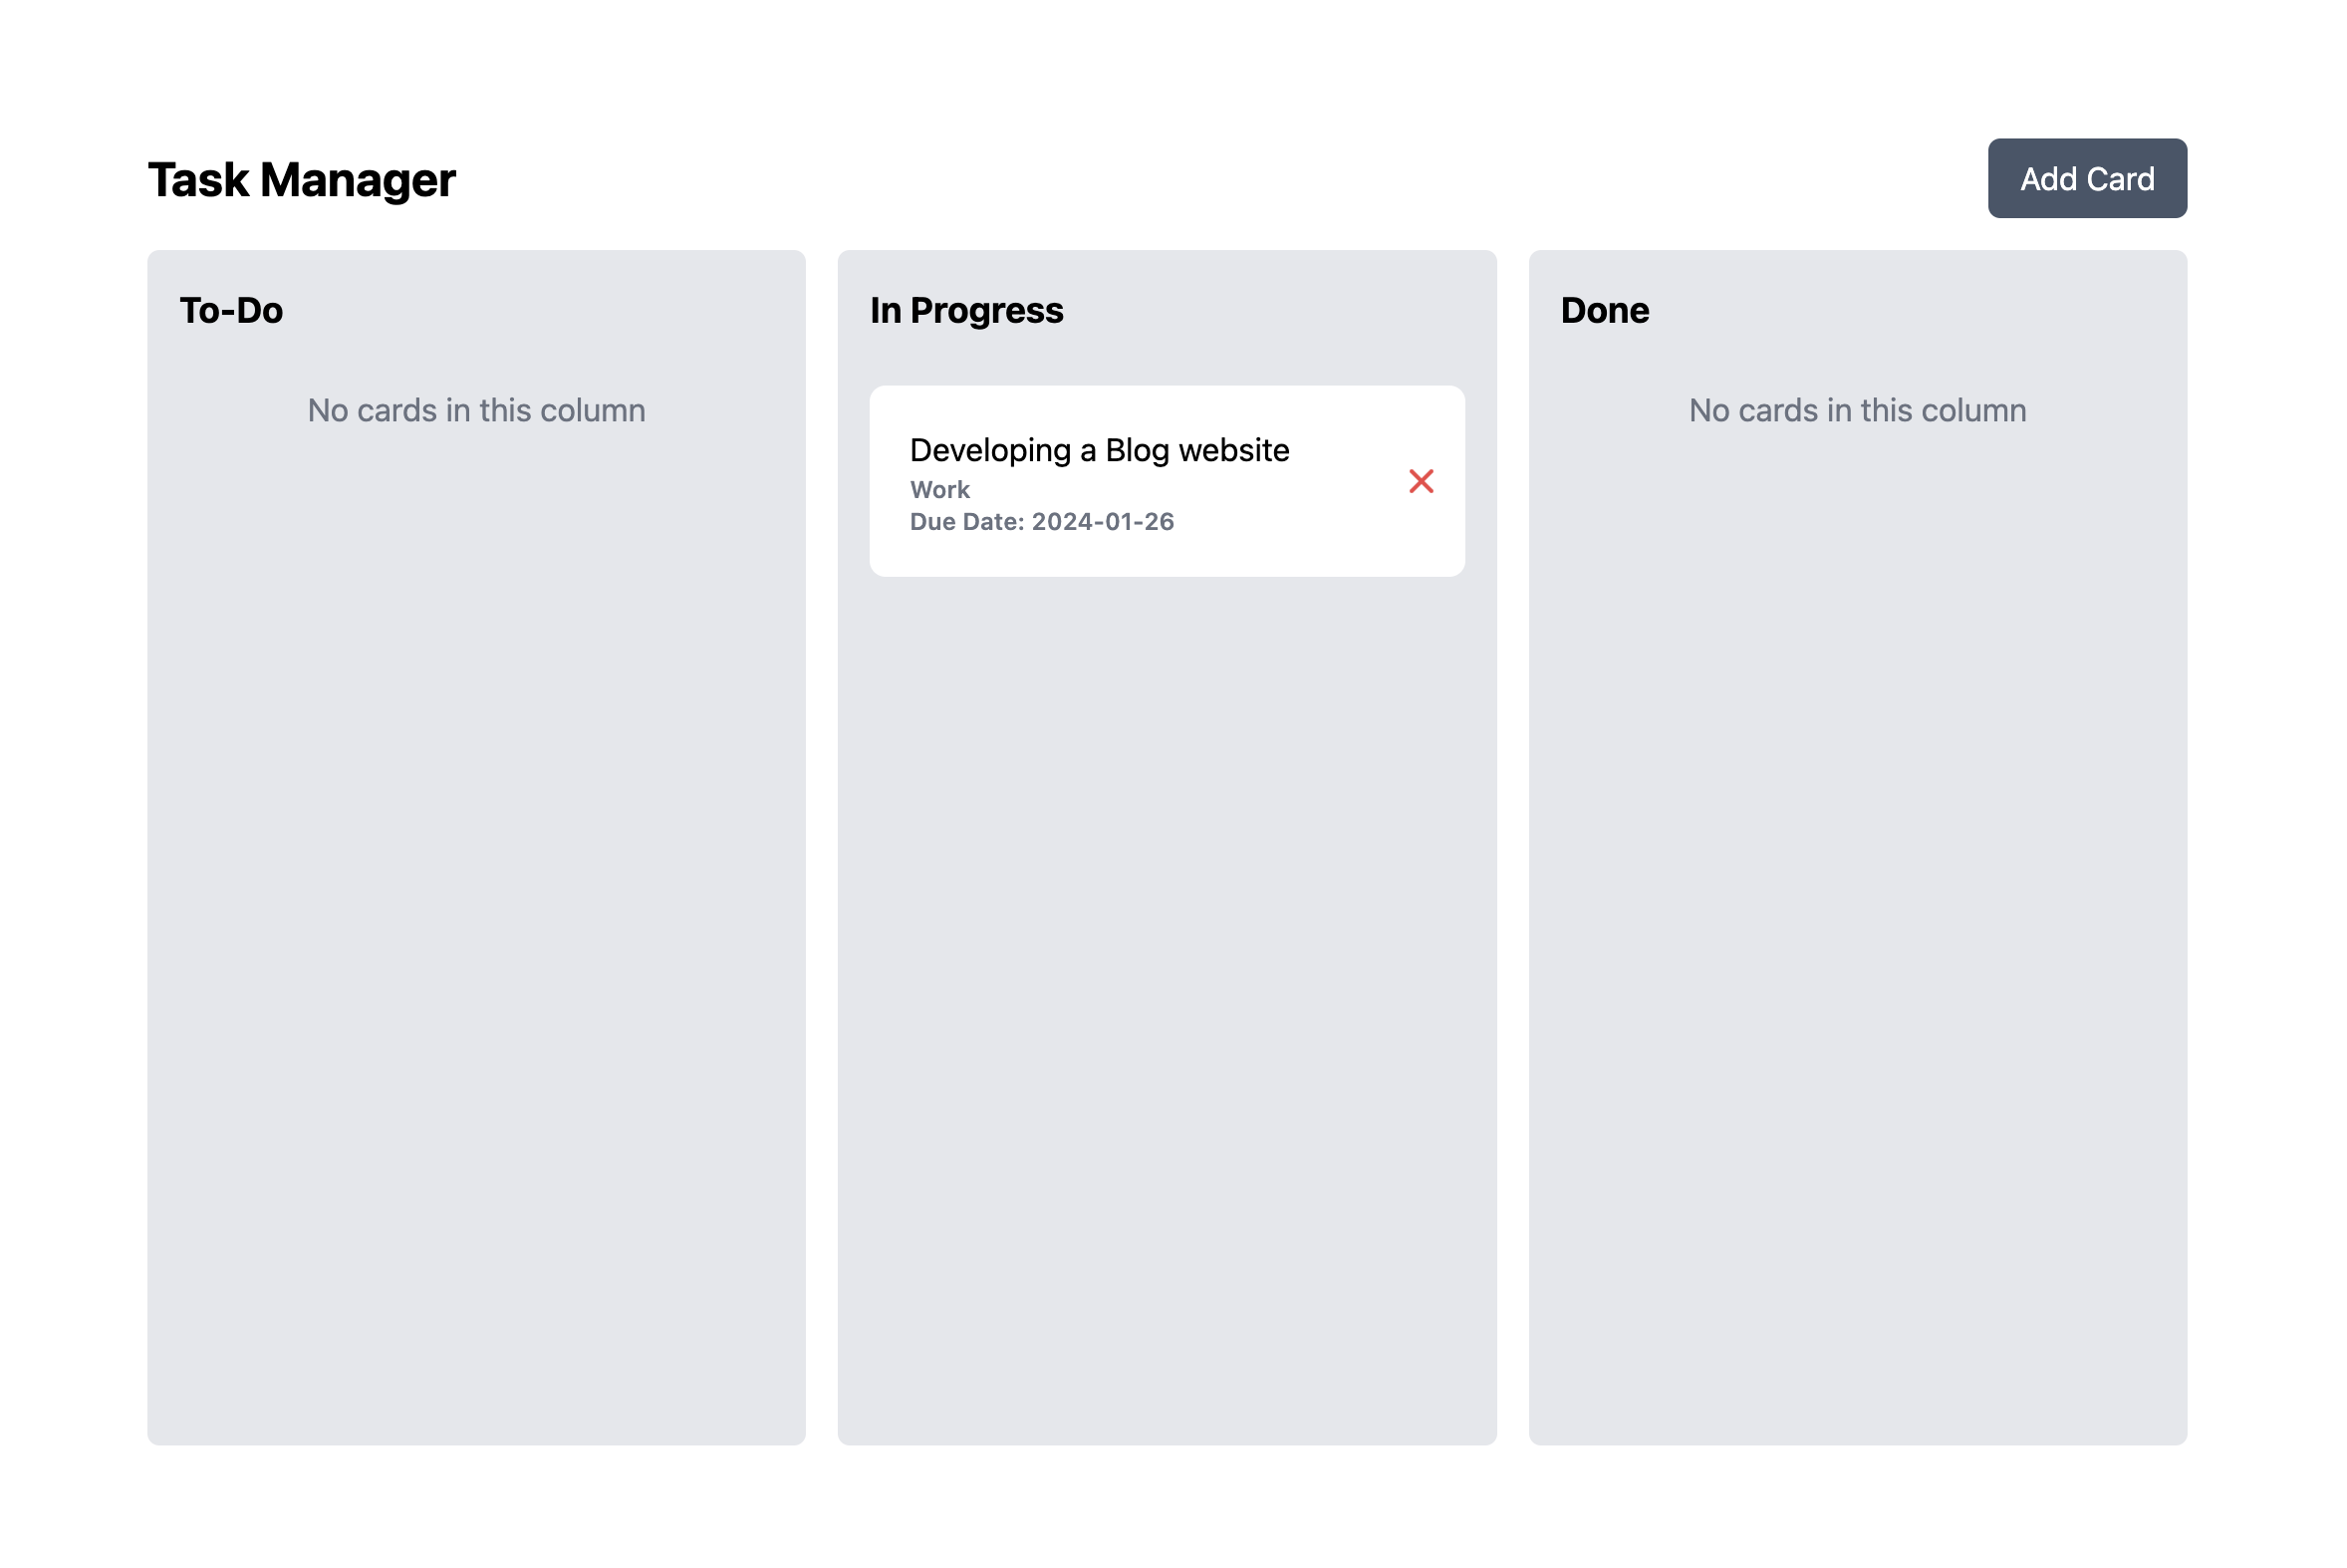 Task Manager
Add Card
To-Do
No cards in this column
In Progress
Developing a Blog website
Work
Due Date: 2024-01-26
Done
No cards in this column